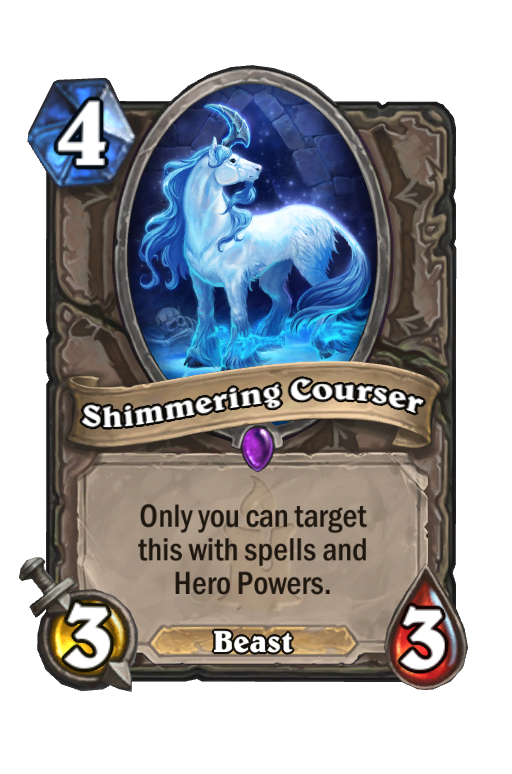 4
Shimmering Courser
Only you can target
this with spells and
Hero Powers.
3
Beast
3